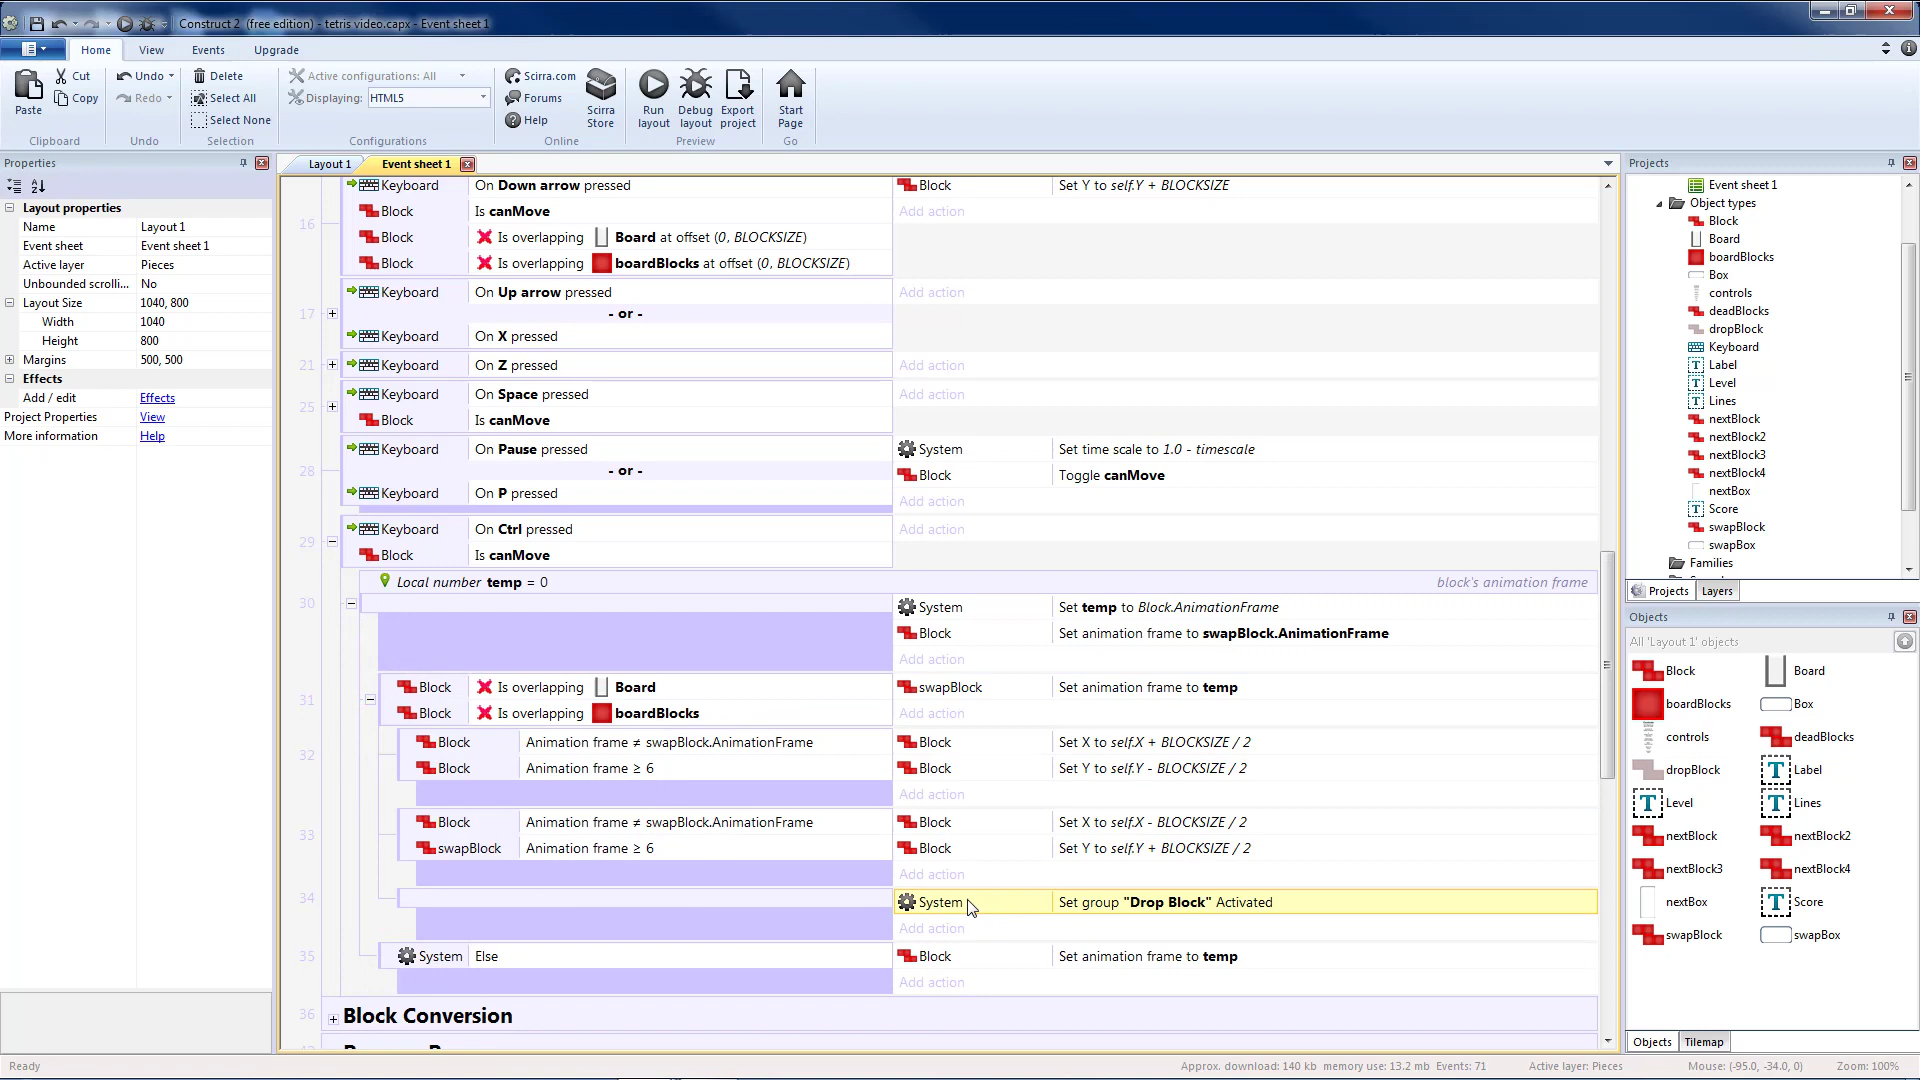 Construct 2  (free edition) - tetris video.capx - Event sheet 1
Home View Events Upgrade
Paste Cut Copy Clipboard
Undo Redo Undo
Delete Select All Select None Selection
Active configurations: All
Displaying: HTML5
Configurations
Scirra.com Forums Help Scirra Store Online
Run layout Debug layout Export project Preview
Start Page Go
Properties
Layout properties
Name Layout 1
Event sheet Event sheet 1
Active layer Pieces
Unbounded scrolli... No
Layout Size 1040, 800
Width 1040
Height 800
Margins 500, 500
Effects
Add / edit Effects
Project Properties View
More information Help
Layout 1 Event sheet 1
Keyboard On Down arrow pressed Block Set Y to self.Y + BLOCKSIZE
Block Is canMove Add action
16
Block Is overlapping Board at offset (0, BLOCKSIZE)
Block Is overlapping boardBlocks at offset (0, BLOCKSIZE)
Keyboard On Up arrow pressed Add action
17 - or -
Keyboard On X pressed
21 Keyboard On Z pressed Add action
Keyboard On Space pressed Add action
25
Block Is canMove
Keyboard On Pause pressed System Set time scale to 1.0 - timescale
28 - or - Block Toggle canMove
Keyboard On P pressed Add action
Keyboard On Ctrl pressed Add action
29
Block Is canMove
Local number temp = 0 block's animation frame
30 System Set temp to Block.AnimationFrame
Block Set animation frame to swapBlock.AnimationFrame
Add action
Block Is overlapping Board swapBlock Set animation frame to temp
31
Block Is overlapping boardBlocks Add action
Block Animation frame ≠ swapBlock.AnimationFrame Block Set X to self.X + BLOCKSIZE / 2
32
Block Animation frame ≥ 6 Block Set Y to self.Y - BLOCKSIZE / 2
Add action
Block Animation frame ≠ swapBlock.AnimationFrame Block Set X to self.X - BLOCKSIZE / 2
33
swapBlock Animation frame ≥ 6 Block Set Y to self.Y + BLOCKSIZE / 2
Add action
34 System Set group "Drop Block" Activated
Add action
35 System Else Block Set animation frame to temp
Add action
36 Block Conversion
Projects
Event sheet 1
Object types
Block
Board
boardBlocks
Box
controls
deadBlocks
dropBlock
Keyboard
Label
Level
Lines
nextBlock
nextBlock2
nextBlock3
nextBlock4
nextBox
Score
swapBlock
swapBox
Families
Projects Layers
Objects
All 'Layout 1' objects
Block Board
boardBlocks Box
controls deadBlocks
dropBlock Label
Level Lines
nextBlock nextBlock2
nextBlock3 nextBlock4
nextBox Score
swapBlock swapBox
Objects Tilemap
Ready Approx. download: 140 kb memory use: 13.2 mb Events: 71 Active layer: Pieces Mouse: (-95.0, -34.0, 0) Zoom: 100%